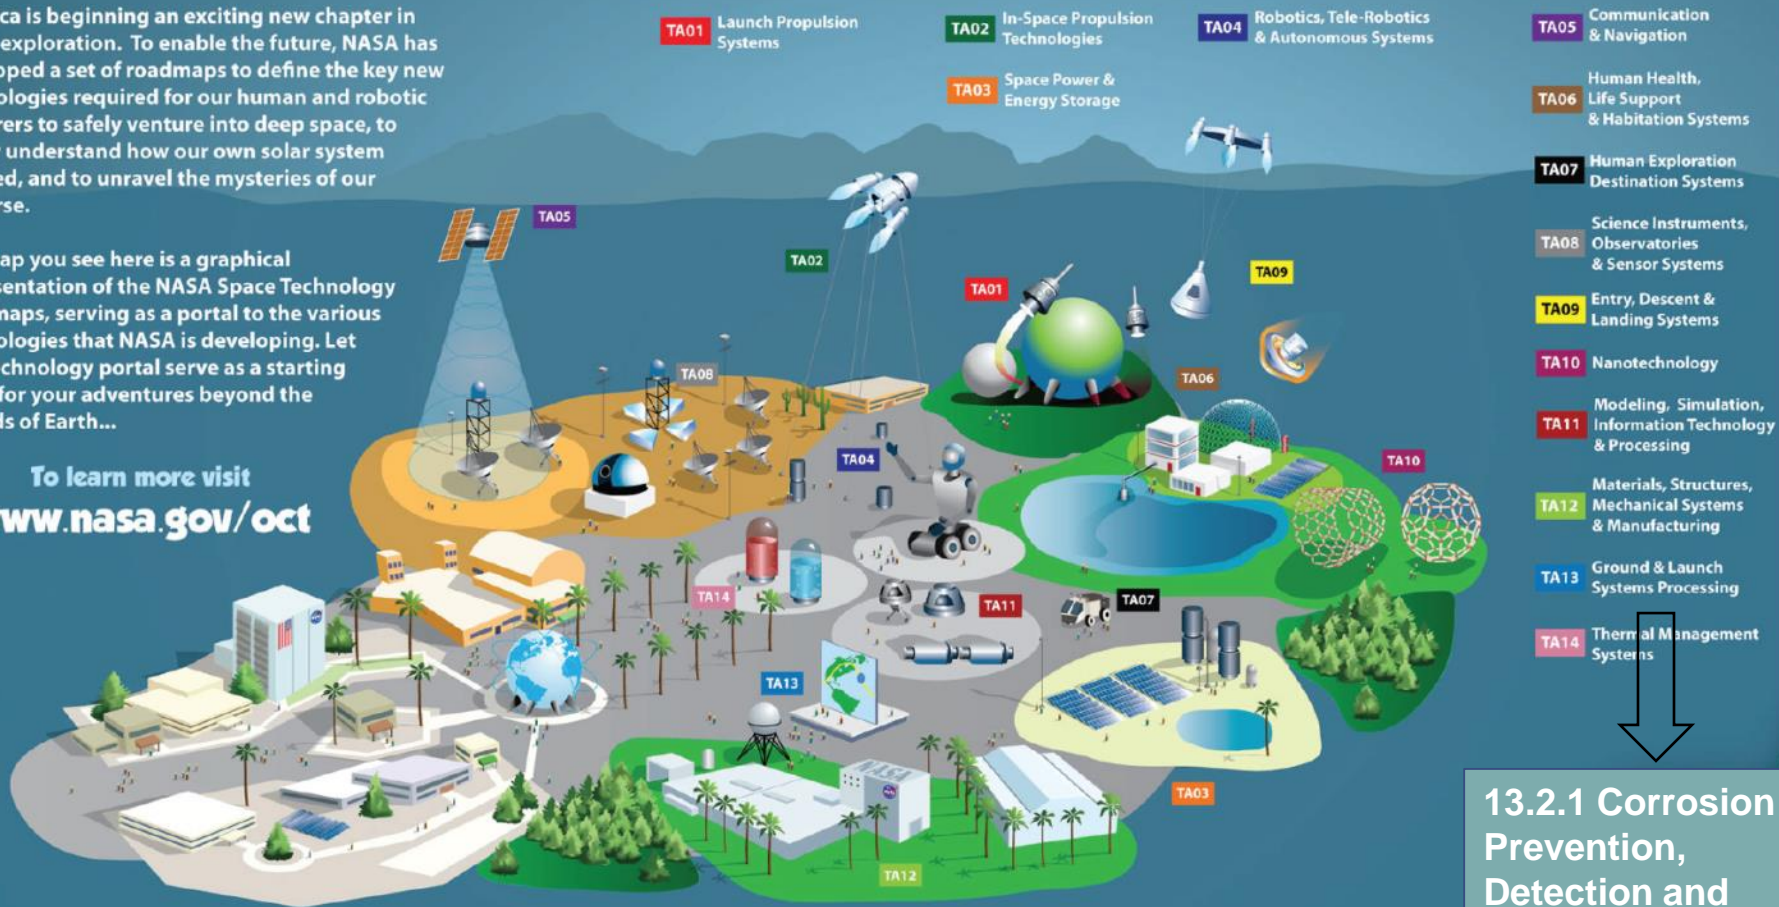 ca is beginning an exciting new chapter in
exploration. To enable the future, NASA has
ped a set of roadmaps to define the key new
ologies required for our human and robotic
rers to safely venture into deep space, to
understand how our own solar system
ed, and to unravel the mysteries of our
rse.
ap you see here is a graphical
sentation of the NASA Space Technology
maps, serving as a portal to the various
ologies that NASA is developing. Let
chnology portal serve as a starting
for your adventures beyond the
ds of Earth...
To learn more visit
ww.nasa.gov/oct
TA01 Launch Propulsion
Systems
TA02 In-Space Propulsion
Technologies
TA03 Space Power &
Energy Storage
TA04 Robotics, Tele-Robotics
& Autonomous Systems
TA05 Communication
& Navigation
TA06 Human Health,
Life Support
& Habitation Systems
TA07 Human Exploration
Destination Systems
TA08 Science Instruments,
Observatories
& Sensor Systems
TA09 Entry, Descent &
Landing Systems
TA10 Nanotechnology
TA11 Modeling, Simulation,
Information Technology
& Processing
TA12 Materials, Structures,
Mechanical Systems
& Manufacturing
TA13 Ground & Launch
Systems Processing
TA14 Thermal Management
Systems
TA05
TA02
TA01
TA09
TA08
TA06
TA04
TA10
TA14
TA11
TA07
TA13
NASA
TA03
TA12
13.2.1 Corrosion
Prevention,
Detection and